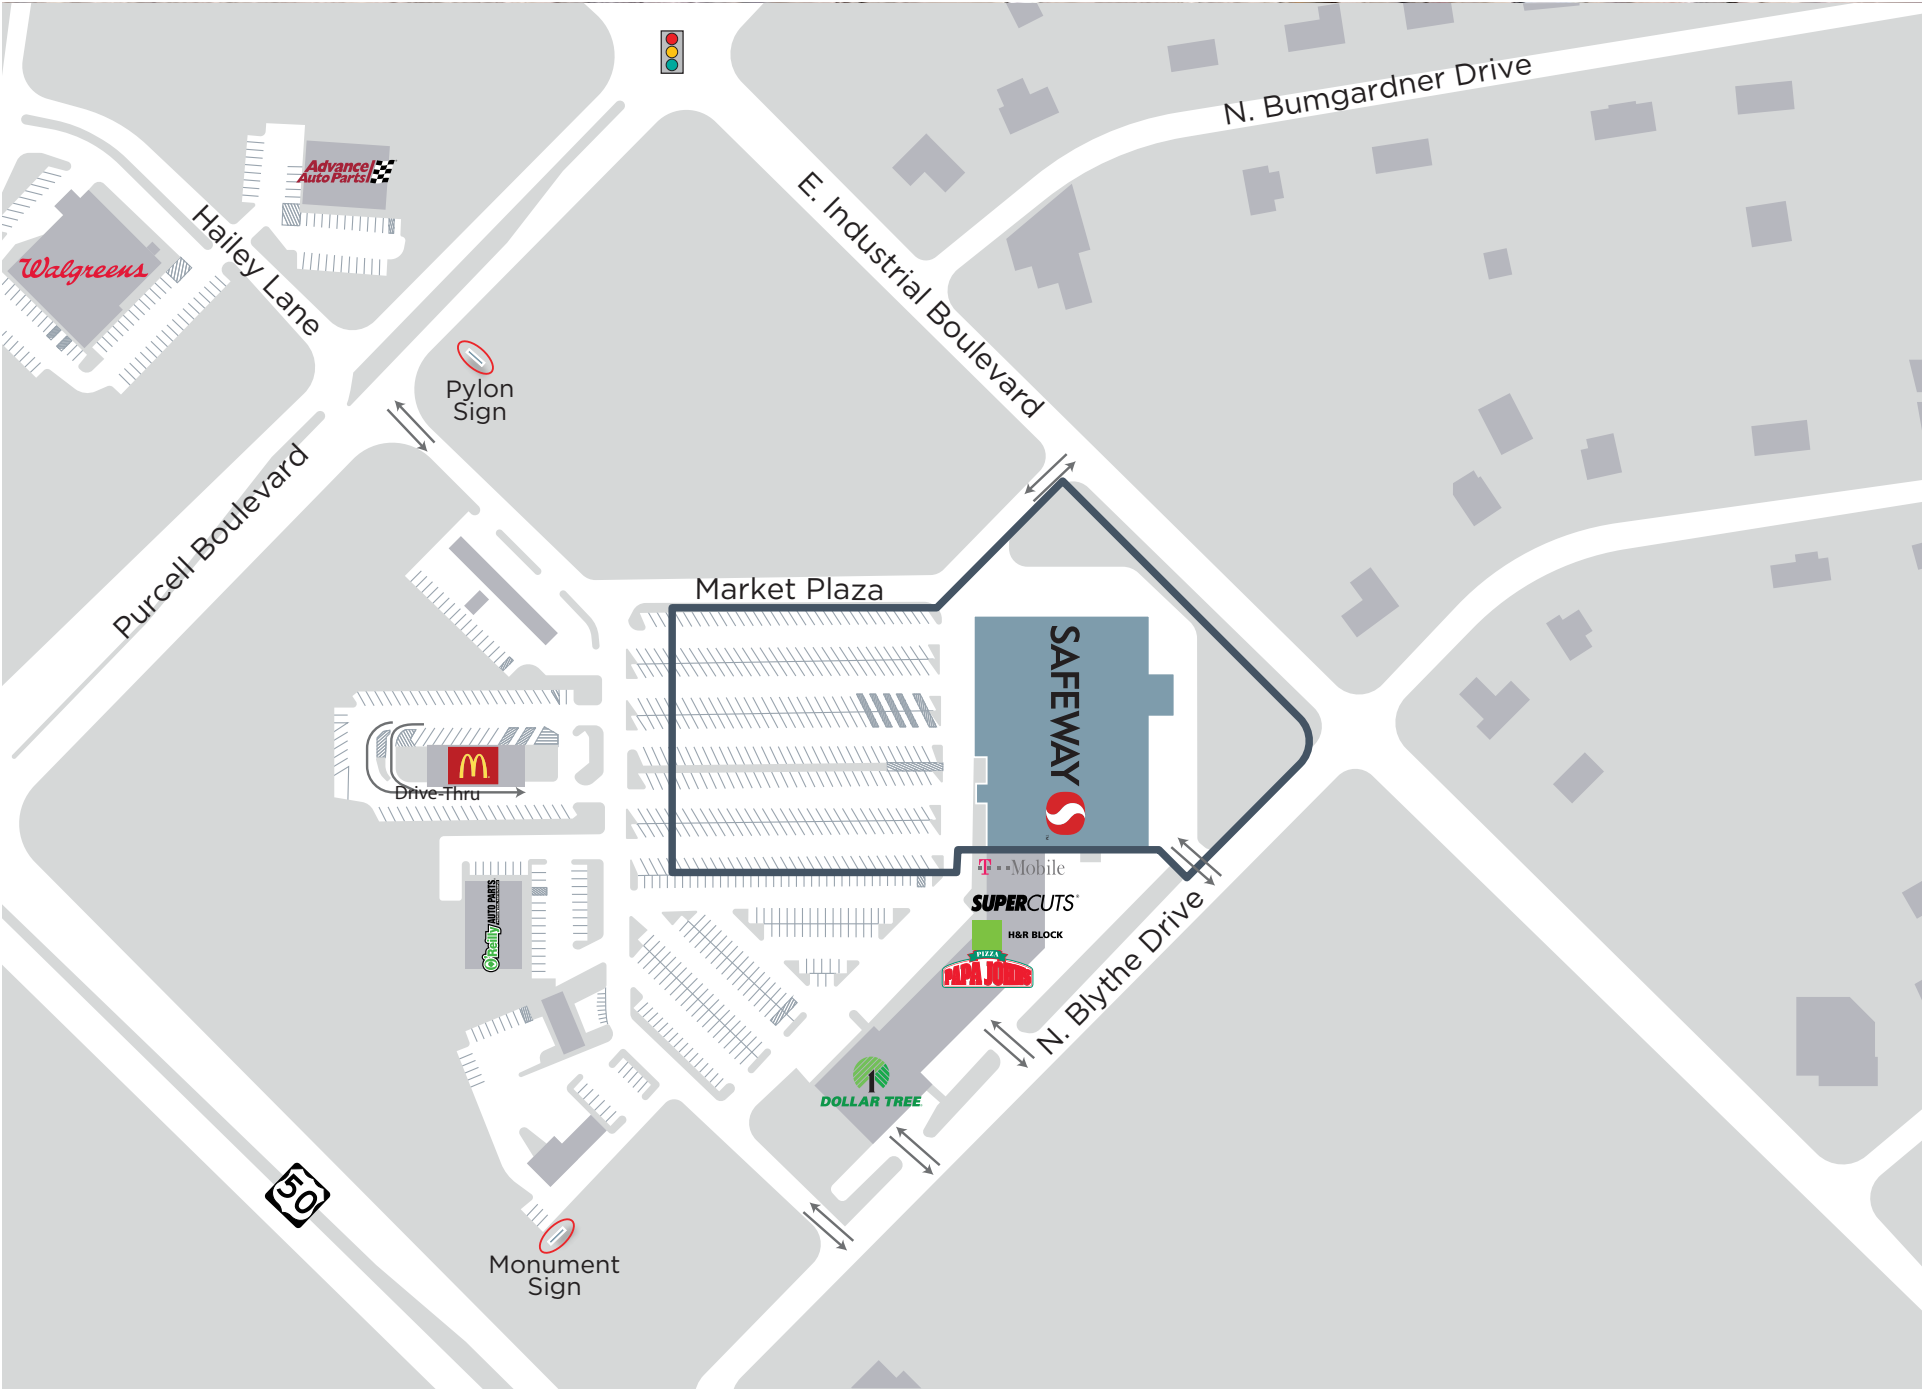 N. Bumgardner Drive
Advance
Auto Parts
E. Industrial Boulevard
Hailey Lane
Walgreens
Pylon
Sign
Purcell Boulevard
Market Plaza
SAFEWAY
Drive-Thru
T Mobile
O'Reilly AUTO PARTS
SUPERCUTS
H&R BLOCK
PIZZA
PAPA JOHNS
N. Blythe Drive
DOLLAR TREE
50
Monument
Sign